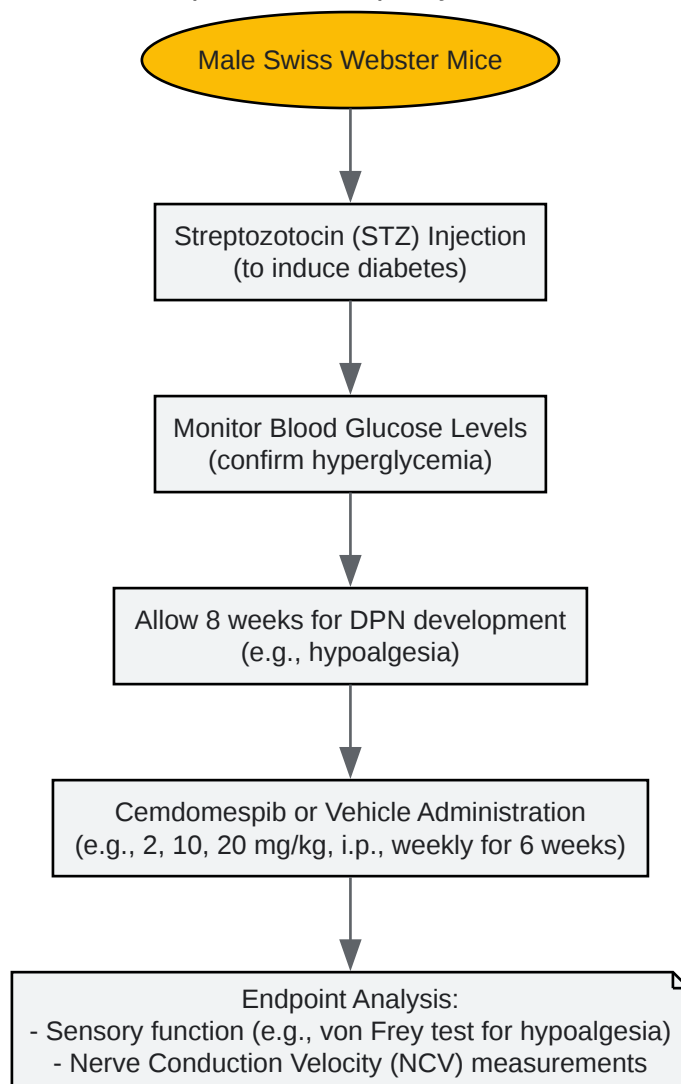 Male Swiss Webster Mice
Streptozotocin (STZ) Injection
(to induce diabetes)
Monitor Blood Glucose Levels
(confirm hyperglycemia)
Allow 8 weeks for DPN development
(e.g., hypoalgesia)
Cemdomespib or Vehicle Administration
(e.g., 2, 10, 20 mg/kg, i.p., weekly for 6 weeks)
Endpoint Analysis:
- Sensory function (e.g., von Frey test for hypoalgesia)
- Nerve Conduction Velocity (NCV) measurements